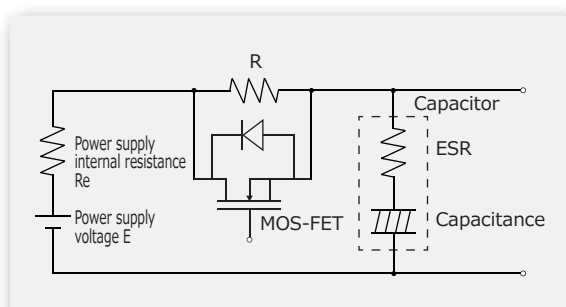 R
Capacitor
Power supply
internal resistance
Re
ESR
Power supply
voltage E
MOS-FET
Capacitance